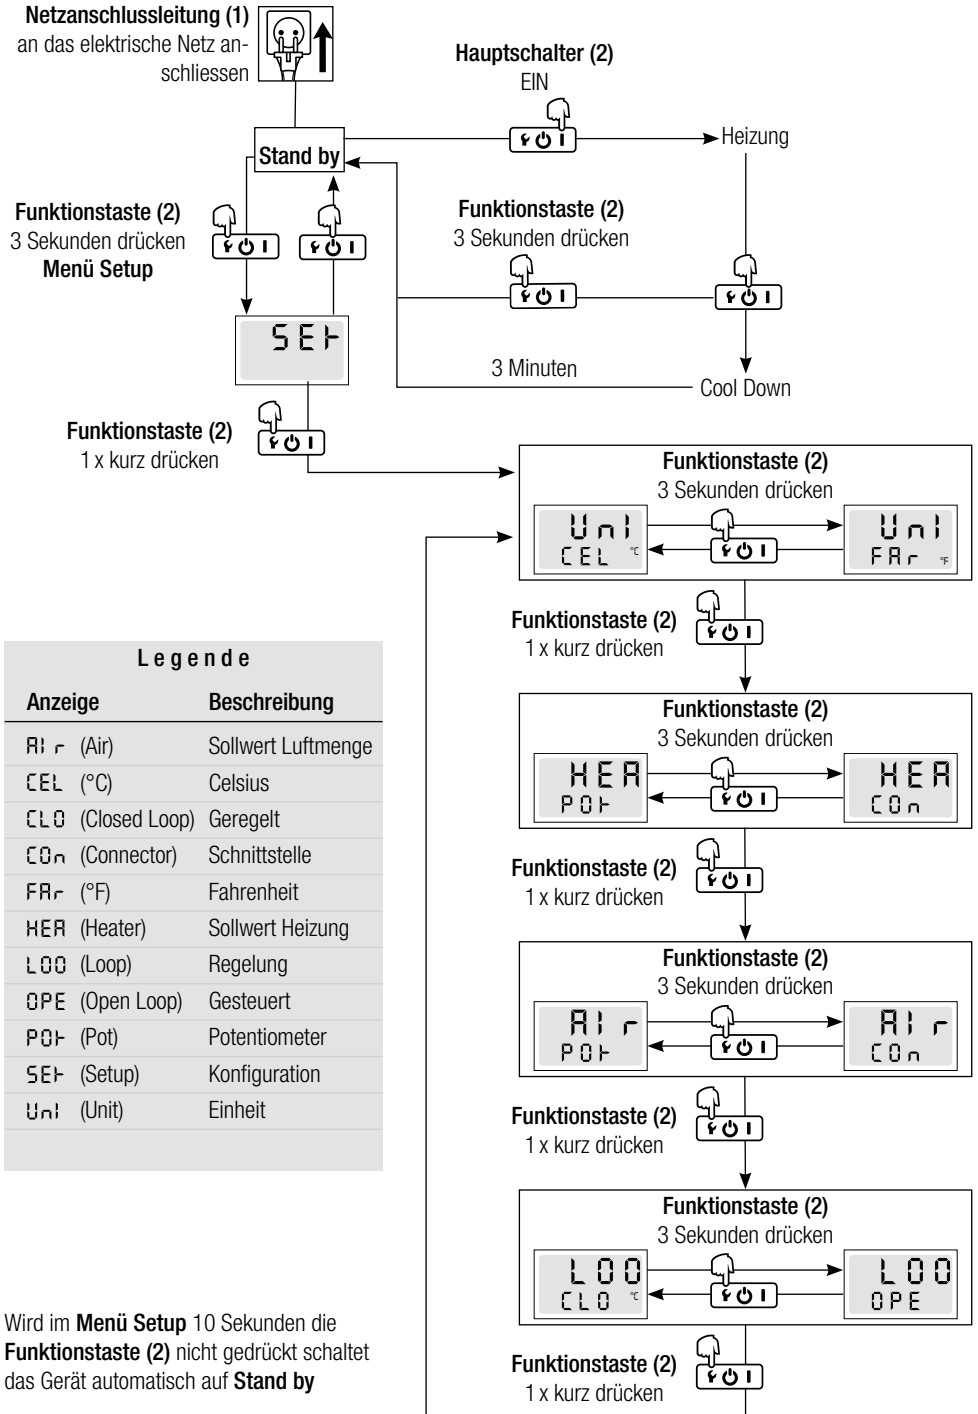 Netzanschlussleitung (1)
an das elektrische Netz an-
schliessen
Hauptschalter (2)
EIN
Stand by
Heizung
Funktionstaste (2)
3 Sekunden drücken
Menü Setup
Funktionstaste (2)
3 Sekunden drücken
SEt
3 Minuten
Cool Down
Funktionstaste (2)
1 x kurz drücken
Funktionstaste (2)
3 Sekunden drücken
UnI
CEL °C
UnI
FAr °F
Funktionstaste (2)
1 x kurz drücken
Funktionstaste (2)
3 Sekunden drücken
HEA
POt
HEA
COn
Funktionstaste (2)
1 x kurz drücken
Funktionstaste (2)
3 Sekunden drücken
AIr
POt
AIr
COn
Funktionstaste (2)
1 x kurz drücken
Funktionstaste (2)
3 Sekunden drücken
LOO
CLO °C
LOO
OPE
Funktionstaste (2)
1 x kurz drücken
Legende
Anzeige Beschreibung
AIr (Air) Sollwert Luftmenge
CEL (°C) Celsius
CLO (Closed Loop) Geregelt
COn (Connector) Schnittstelle
FAr (°F) Fahrenheit
HEA (Heater) Sollwert Heizung
LOO (Loop) Regelung
OPE (Open Loop) Gesteuert
POt (Pot) Potentiometer
SEt (Setup) Konfiguration
UnI (Unit) Einheit
Wird im Menü Setup 10 Sekunden die
Funktionstaste (2) nicht gedrückt schaltet
das Gerät automatisch auf Stand by